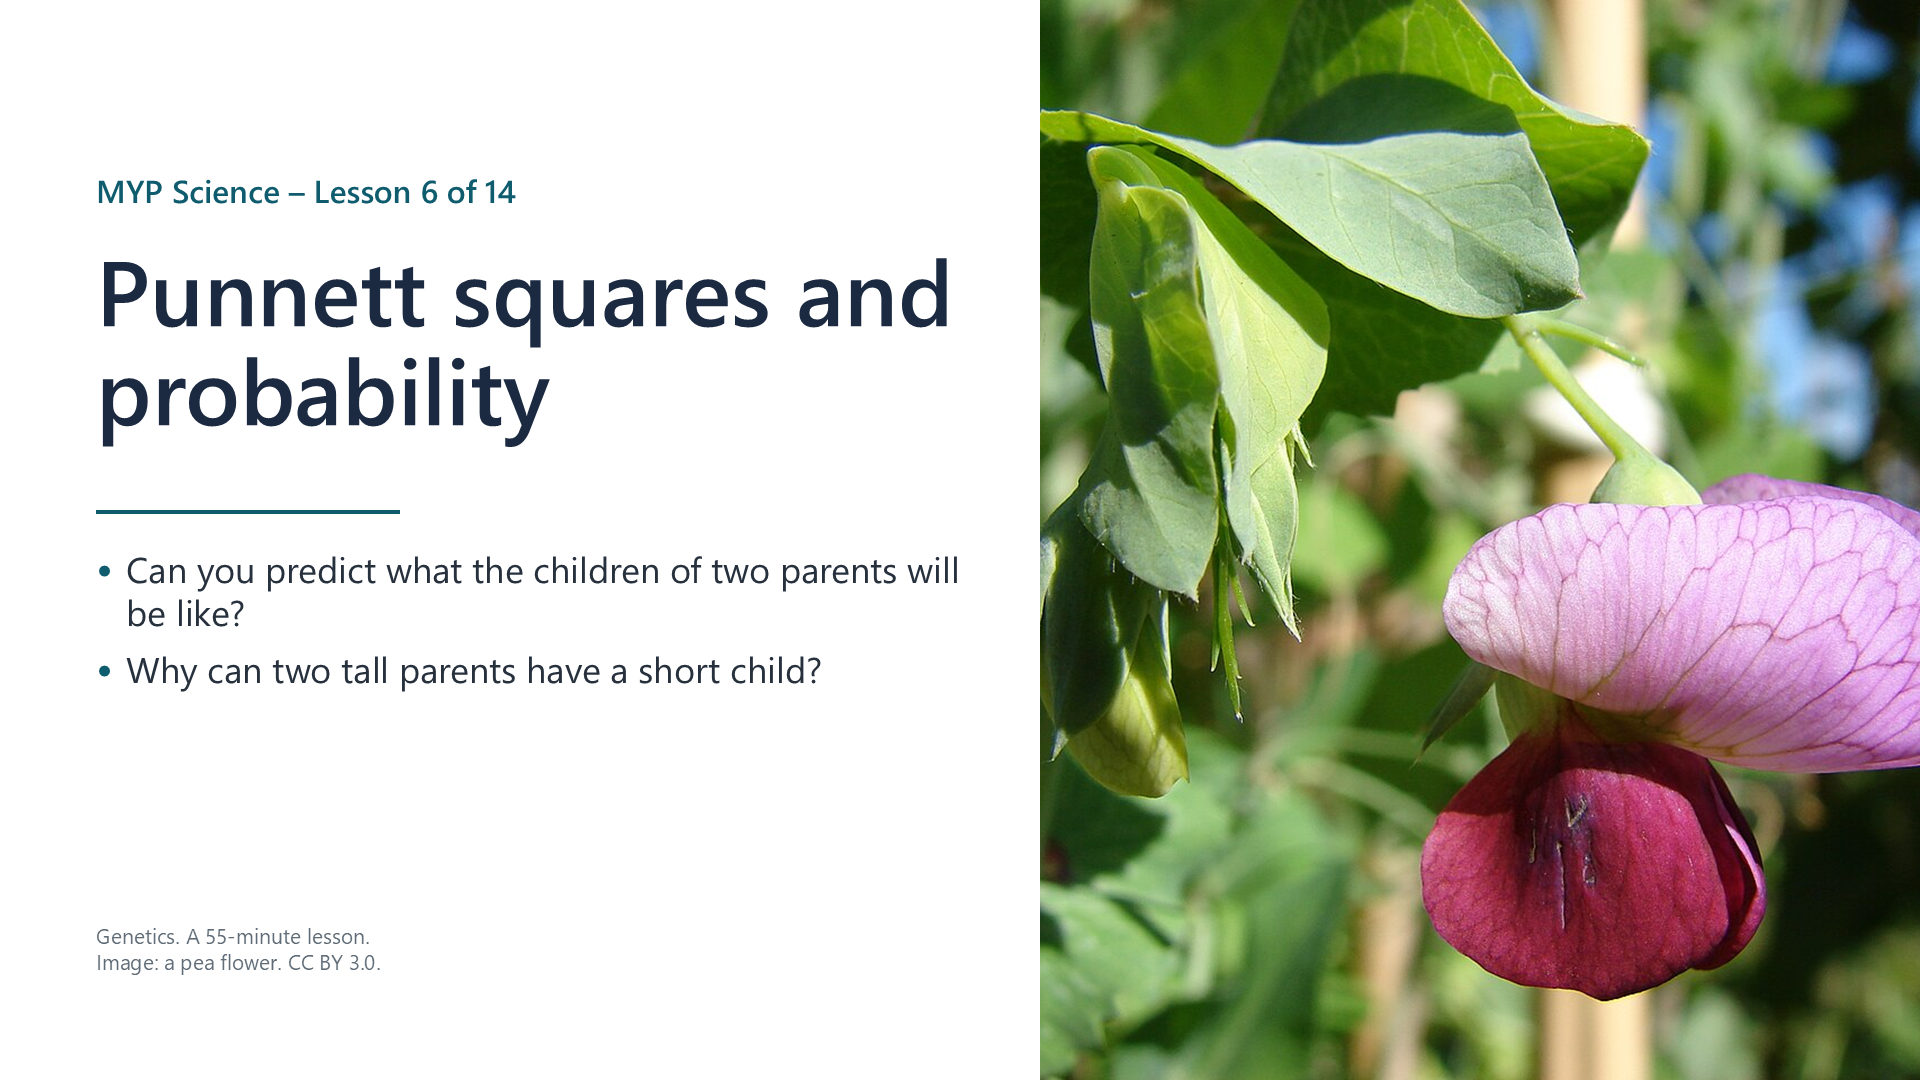 MYP Science – Lesson 6 of 14
Punnett squares and
probability
• Can you predict what the children of two parents will
be like?
• Why can two tall parents have a short child?
Genetics. A 55-minute lesson.
Image: a pea flower. CC BY 3.0.